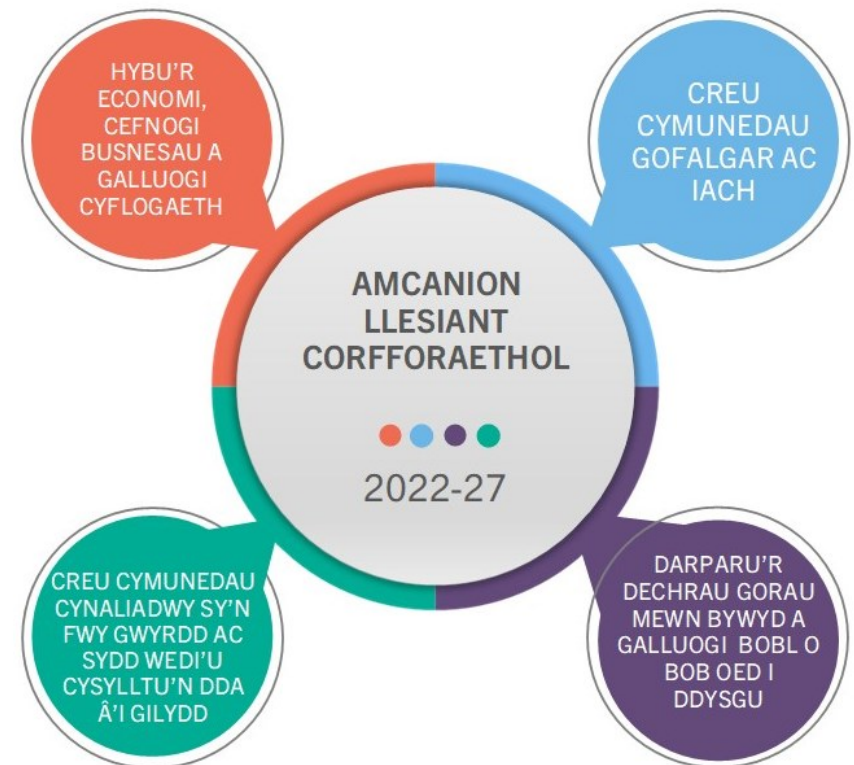 HYBU'R
ECONOMI,
CEFNOGI
BUSNESAU A
GALLUOGI
CYFLOGAETH
CREU
CYMUNEDAU
GOFALGAR AC
IACH
AMCANION
LLESIANT
CORFFORAETHOL
2022-27
CREU CYMUNEDAU
CYNALIADWY SY'N
FWY GWYRDD AC
SYDD WEDI'U
CYSYLLTU'N DDA
Â'I GILYDD
DARPARU'R
DECHRAU GORAU
MEWN BYWYD A
GALLUOGI BOBL O
BOB OED I
DDYSGU